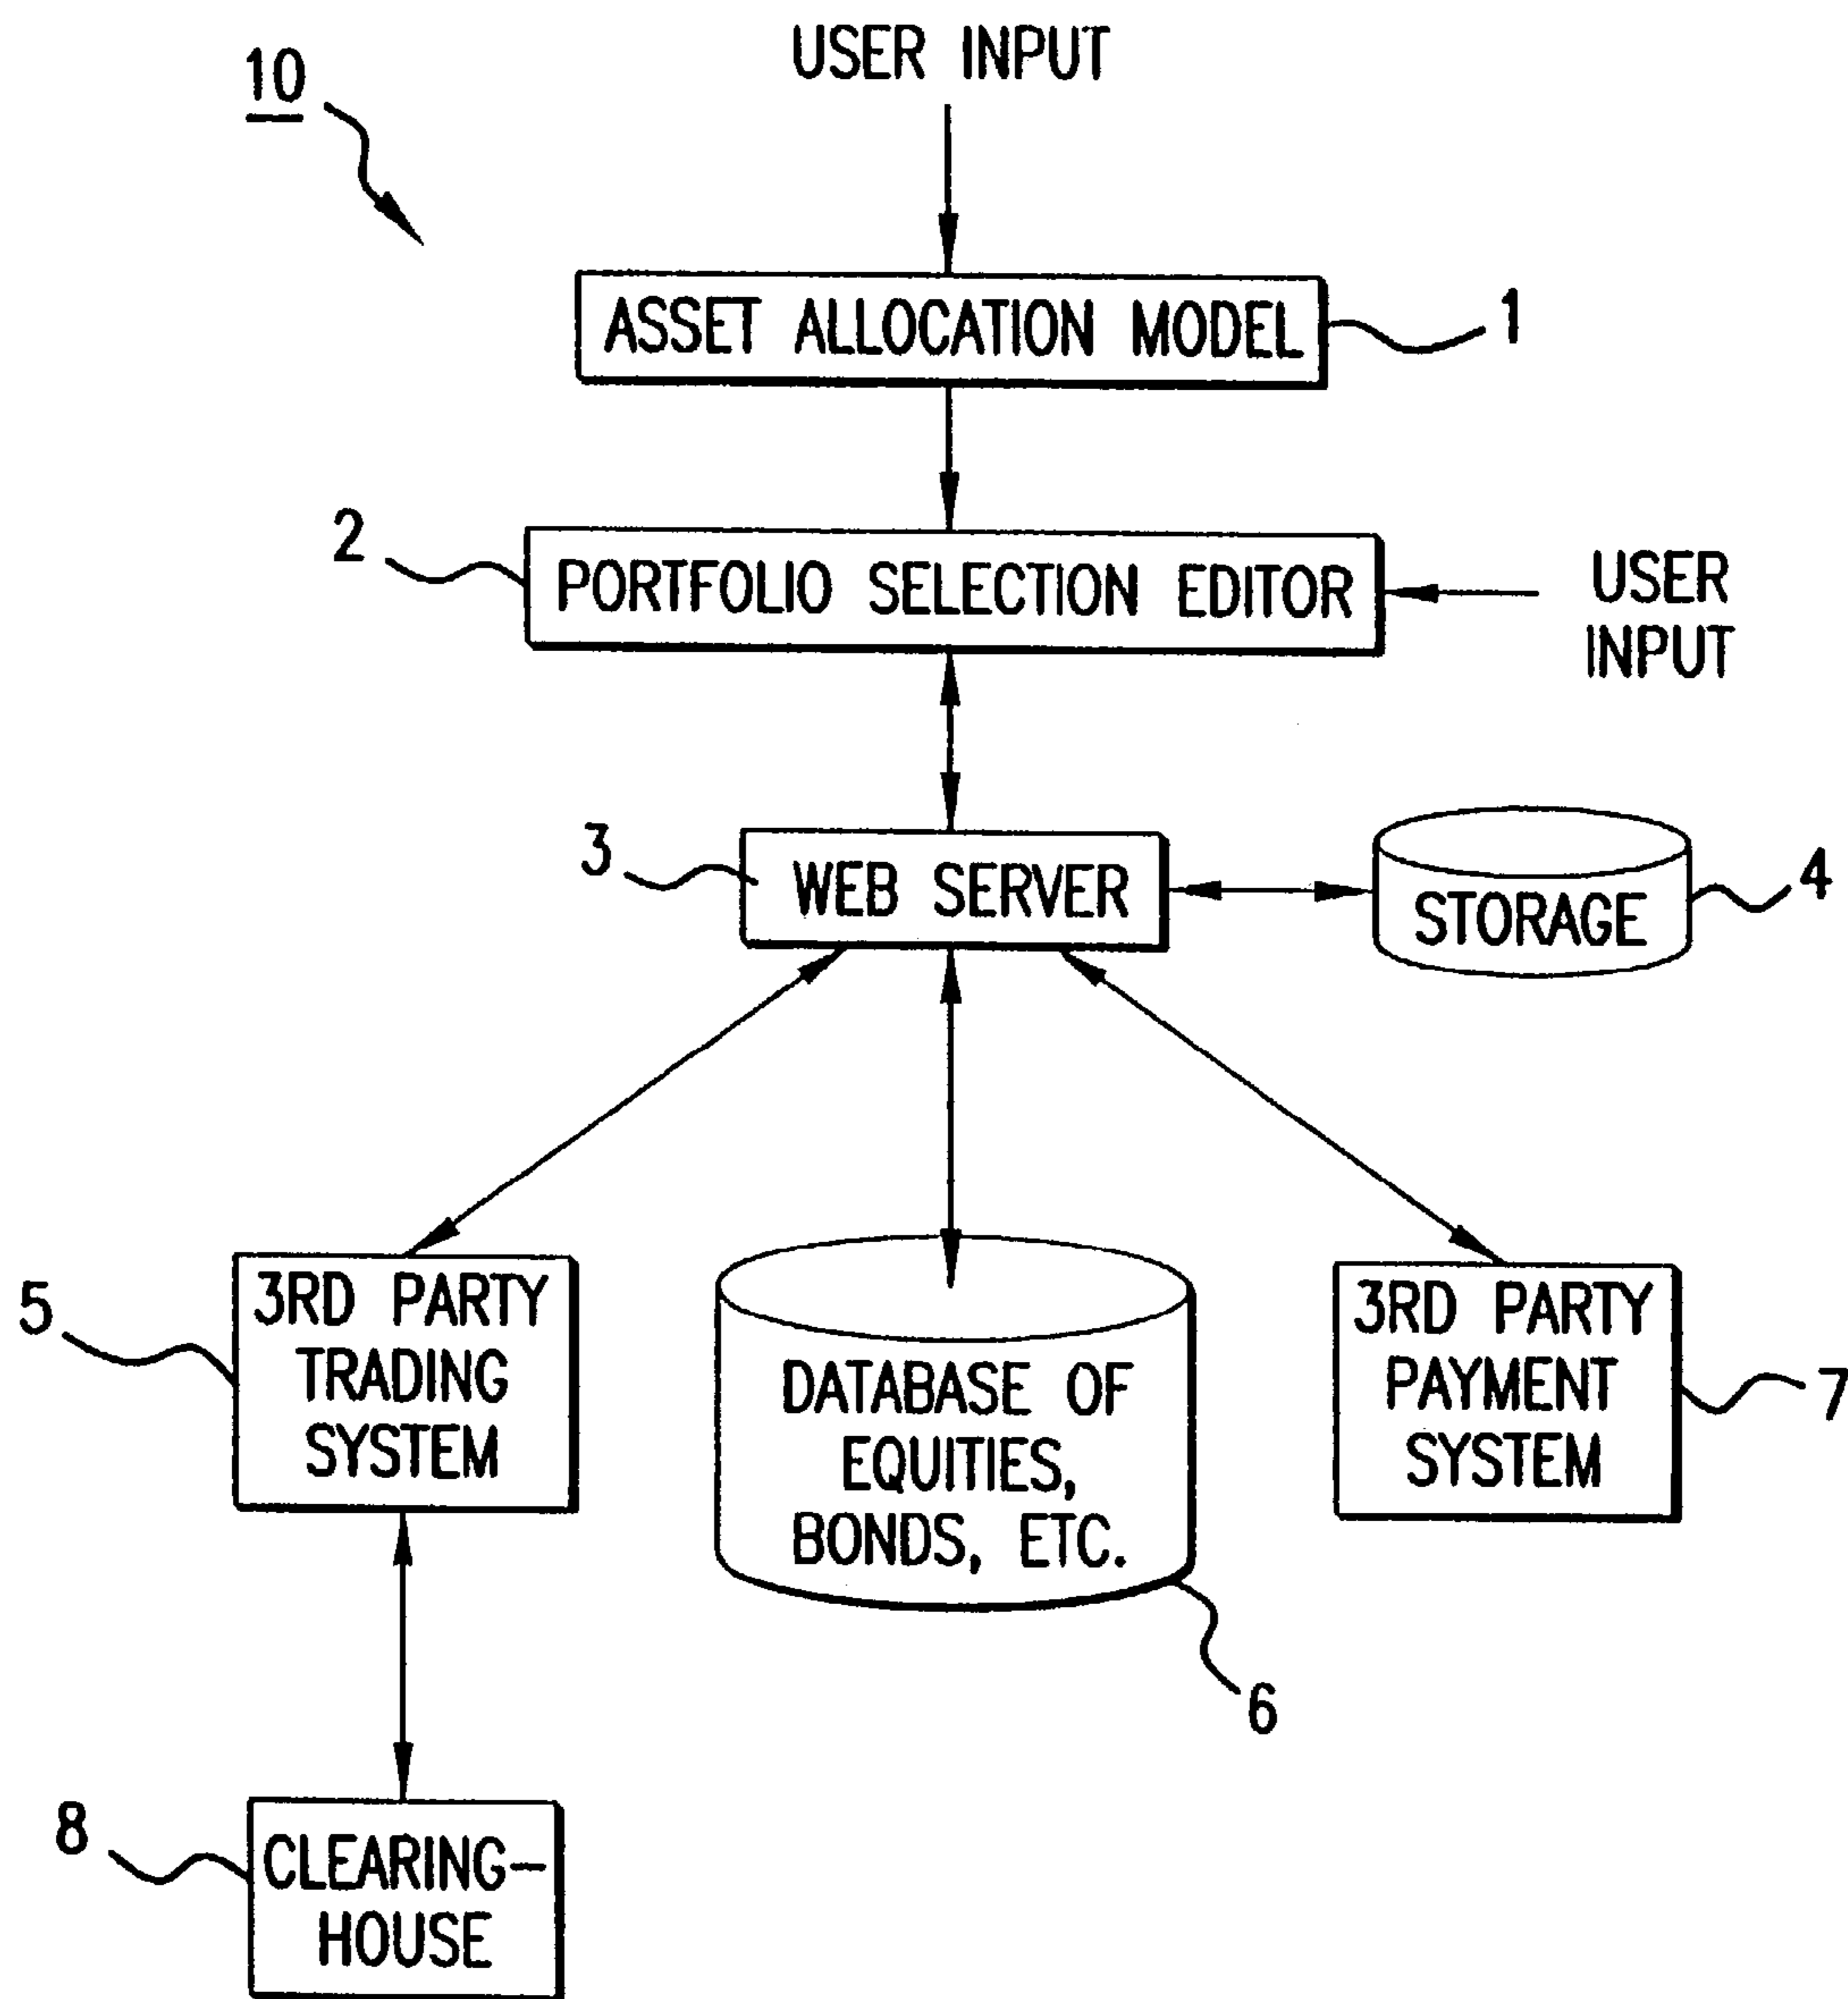 USER INPUT
10
ASSET ALLOCATION MODEL
1
2
PORTFOLIO SELECTION EDITOR
USER
INPUT
3
WEB SERVER
STORAGE
4
5
3RD PARTY
TRADING
SYSTEM
DATABASE OF
EQUITIES,
BONDS, ETC.
6
3RD PARTY
PAYMENT
SYSTEM
7
8
CLEARING-
HOUSE